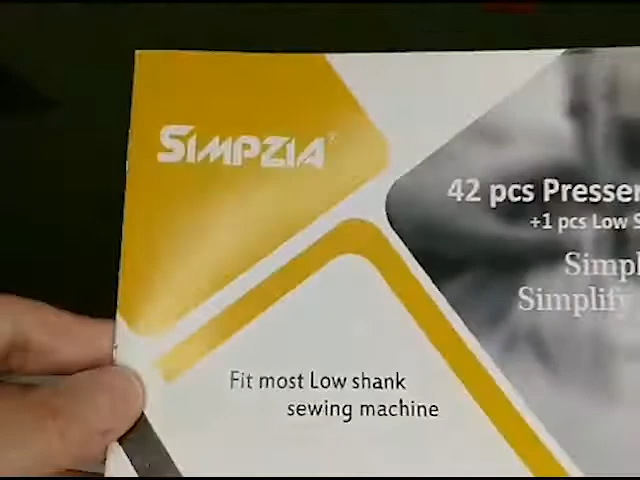 SIMPZIA®
42 pcs Presser
+1 pcs Low S
Simpl
Simplify
Fit most Low shank
sewing machine